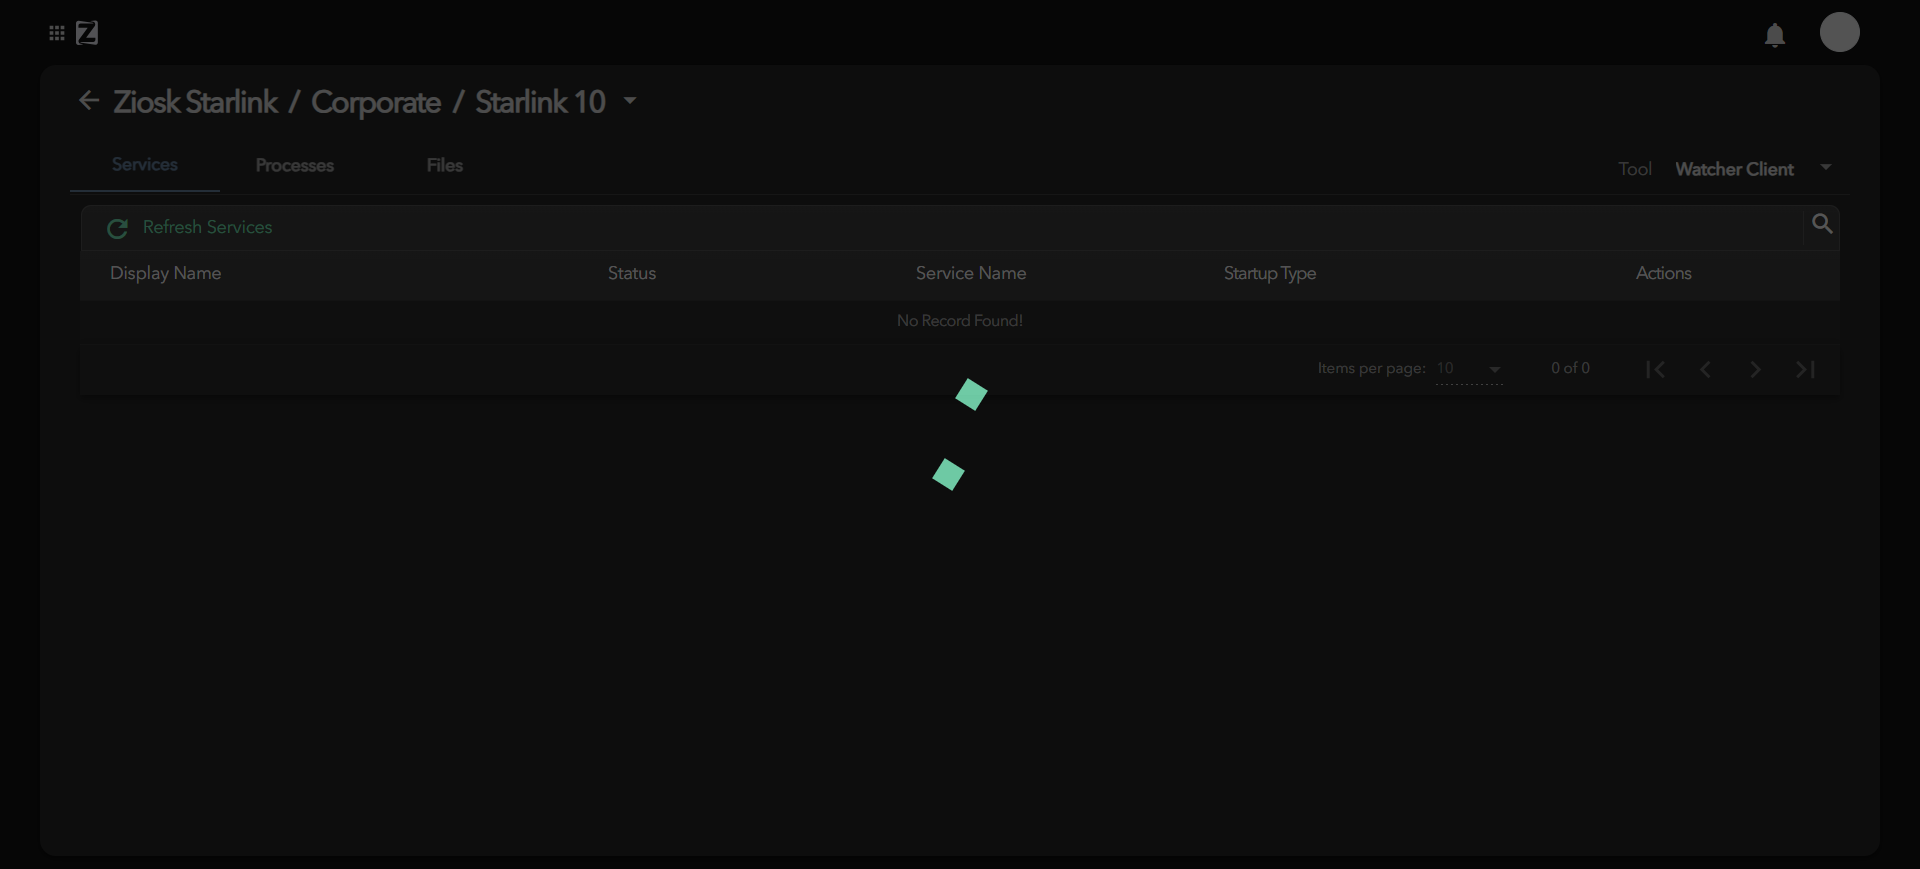 Z
Ziosk Starlink / Corporate / Starlink 10
Services Processes Files
Tool Watcher Client
Refresh Services
Display Name Status Service Name Startup Type Actions
No Record Found!
Items per page: 10 0 of 0